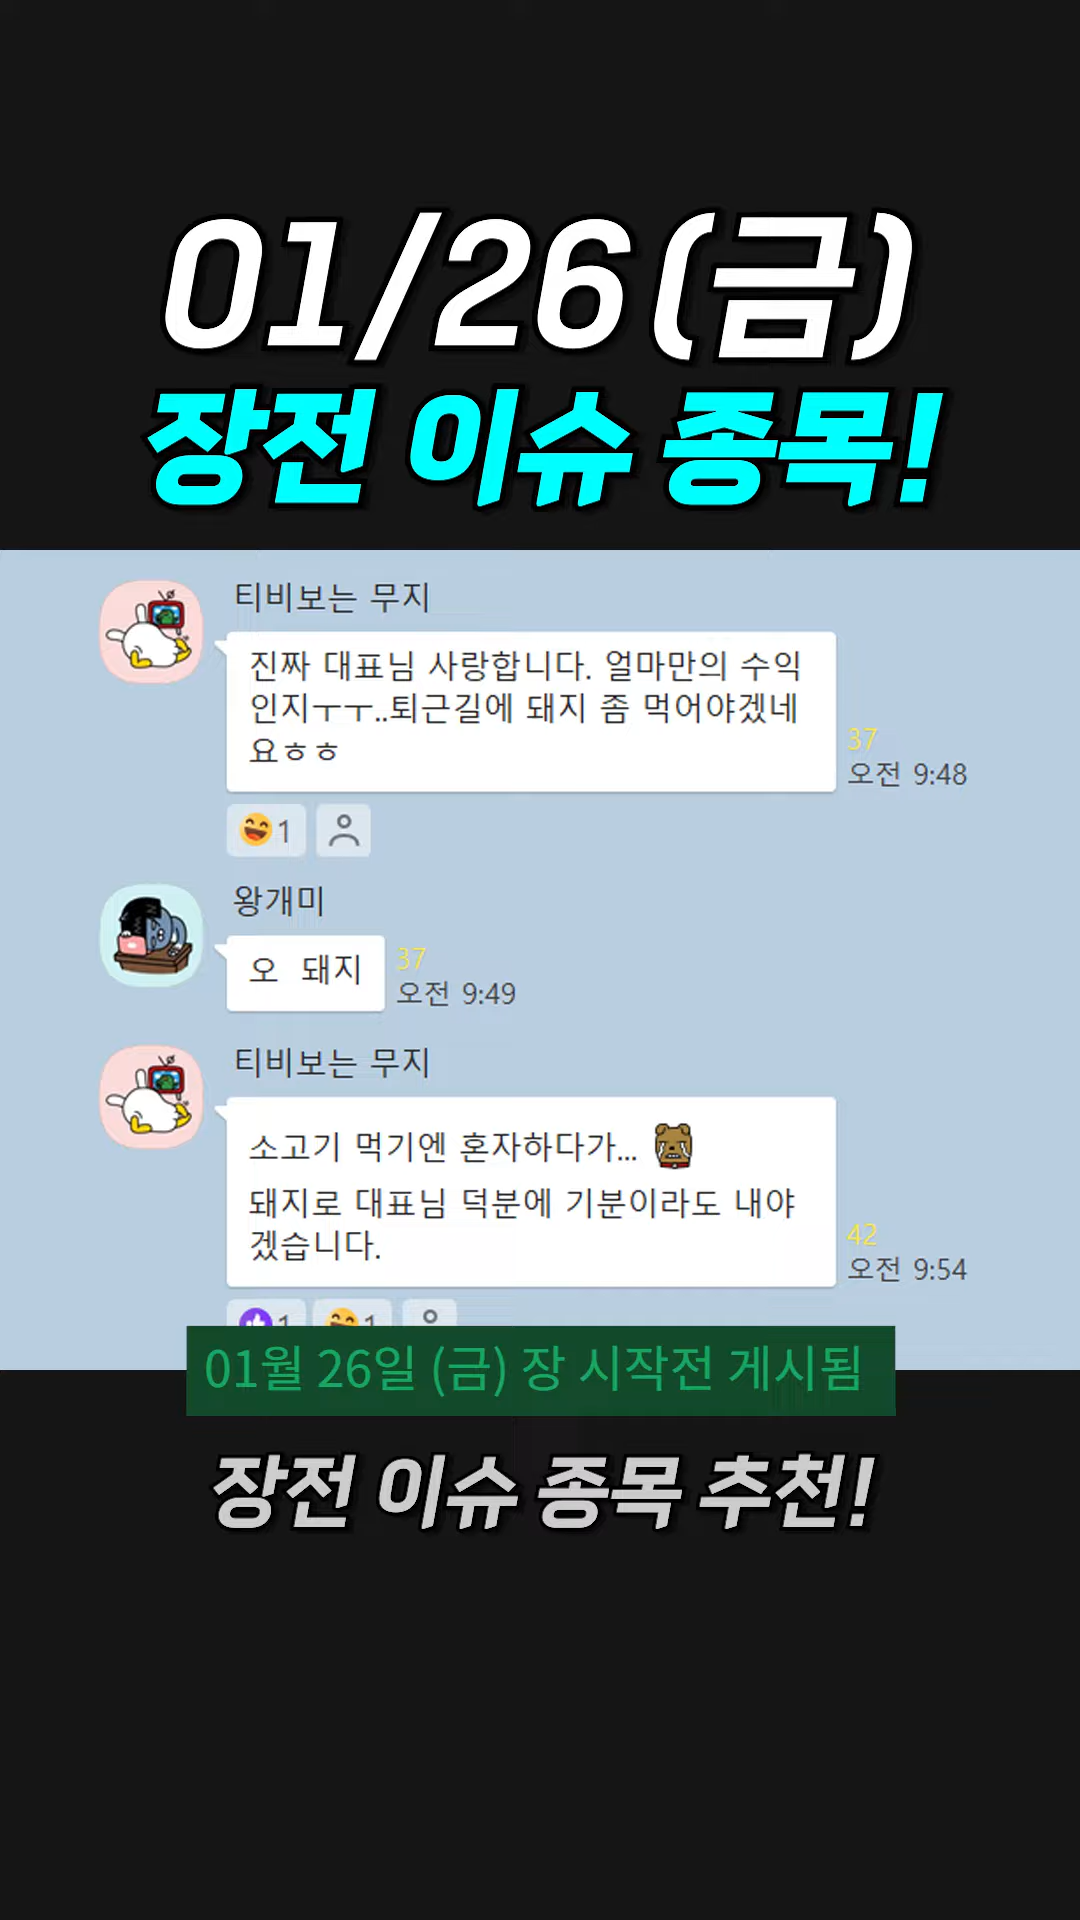 01/26(금)
장전 이슈 종목!
티비보는 무지
진짜 대표님 사랑합니다. 얼마만의 수익
인지ㅜㅜ..퇴근길에 돼지 좀 먹어야겠네
요ㅎㅎ
37
오전 9:48
1
왕개미
오 돼지
37
오전 9:49
티비보는 무지
소고기 먹기엔 혼자하다가...
돼지로 대표님 덕분에 기분이라도 내야
겠습니다.
42
오전 9:54
1 1
01월 26일 (금) 장 시작전 게시됨
장전 이슈 종목 추천!